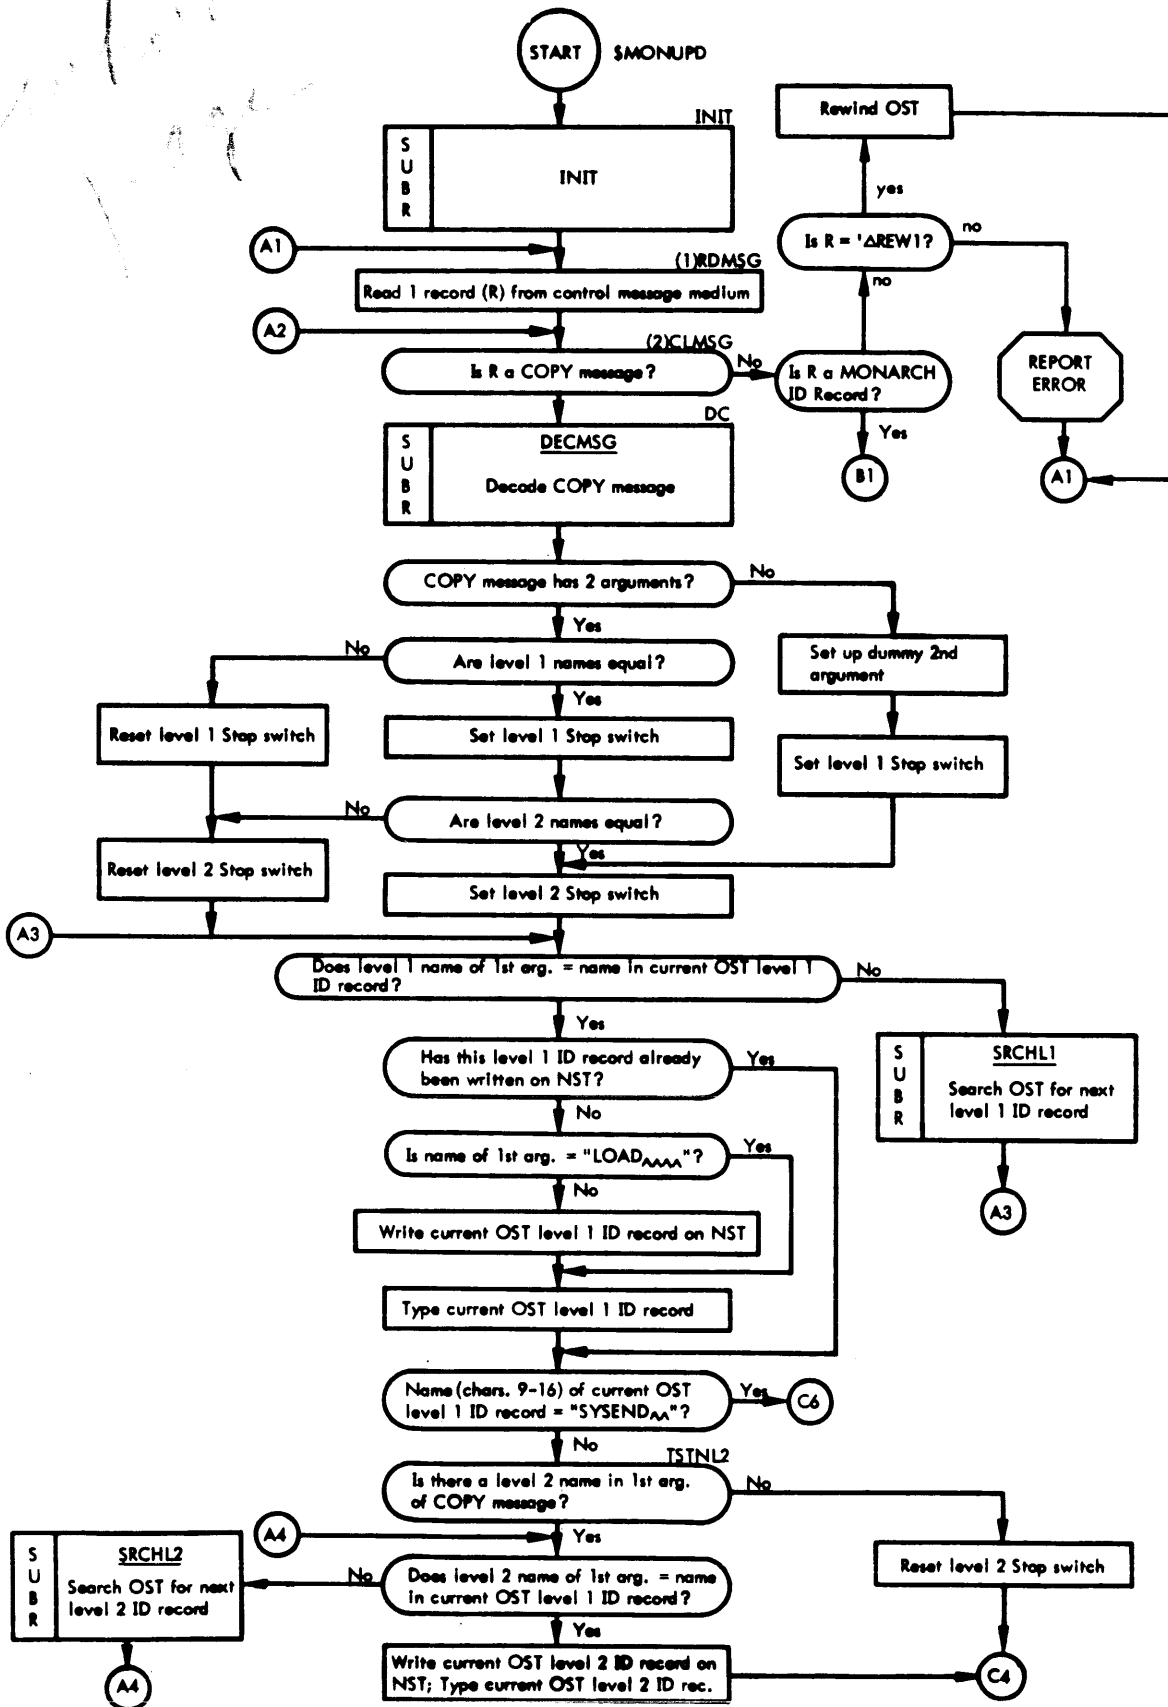 START $MONUPD
INIT
SUBR
INIT
Rewind OST
yes
Is R = 'ΔREW1?
no
no
A1
(1)RDMSG
Read 1 record (R) from control message medium
A2
(2)CLMSG
Is R a COPY message?
No
Is R a MONARCH
ID Record?
Yes
B1
REPORT
ERROR
A1
DC
SUBR
DECMSG
Decode COPY message
COPY message has 2 arguments?
No
Yes
Set up dummy 2nd
argument
Are level 1 names equal?
No
Yes
Reset level 1 Stop switch
Set level 1 Stop switch
Set level 1 Stop switch
Are level 2 names equal?
No
Yes
Reset level 2 Stop switch
Set level 2 Stop switch
A3
Does level 1 name of 1st arg. = name in current OST level 1
ID record?
No
Yes
SUBR
SRCHL1
Search OST for next
level 1 ID record
A3
Has this level 1 ID record already
been written on NST?
Yes
No
Is name of 1st arg. = "LOAD^^^^"?
Yes
No
Write current OST level 1 ID record on NST
Type current OST level 1 ID record
Name (chars. 9-16) of current OST
level 1 ID record = "SYSEND^^"?
Yes
C6
No
TSTNL2
Is there a level 2 name in 1st arg.
of COPY message?
No
Yes
A4
SUBR
SRCHL2
Search OST for next
level 2 ID record
A4
No
Does level 2 name of 1st arg. = name
in current OST level 1 ID record?
Yes
Reset level 2 Stop switch
Write current OST level 2 ID record on
NST; Type current OST level 2 ID rec.
C4